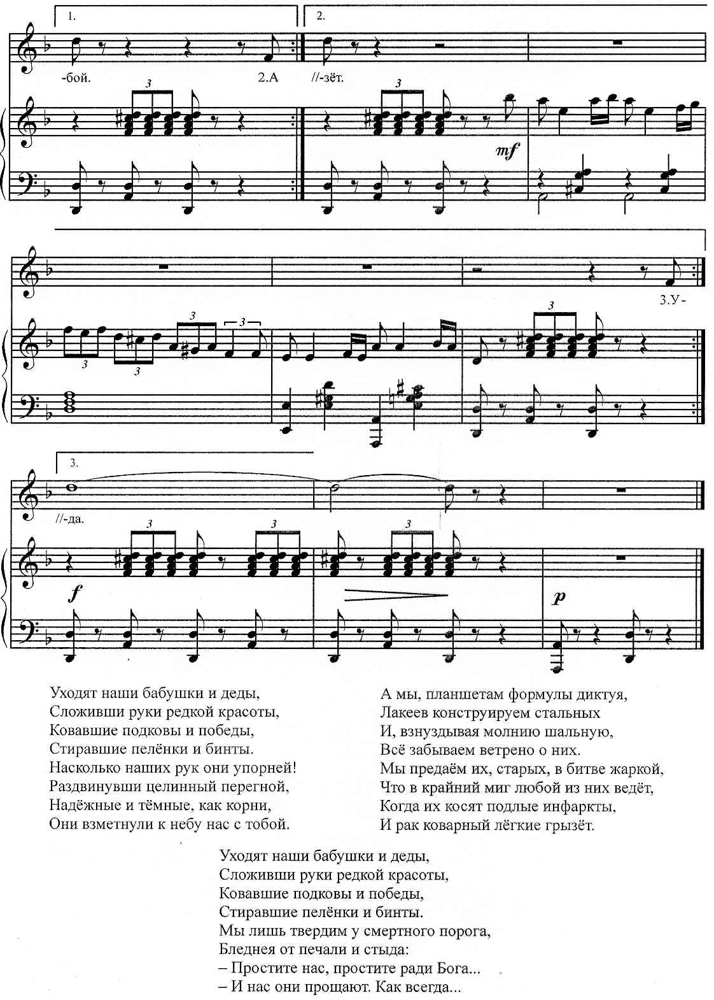 1. 2.
-бой. 2.А //-зёт.
3 3
mf
3.У-
3 3 3 3 3
3.
//-да.
3 3 3
f p
Уходят наши бабушки и деды,
Сложивши руки редкой красоты,
Ковавшие подковы и победы,
Стиравшие пелёнки и бинты.
Насколько наших рук они упорней!
Раздвинувши целинный перегной,
Надёжные и тёмные, как корни,
Они взметнули к небу нас с тобой.
А мы, планшетам формулы диктуя,
Лакеев конструируем стальных
И, взнуздывая молнию шальную,
Всё забываем ветрено о них.
Мы предаём их, старых, в битве жаркой,
Что в крайний миг любой из них ведёт,
Когда их косят подлые инфаркты,
И рак коварный лёгкие грызёт.
Уходят наши бабушки и деды,
Сложивши руки редкой красоты,
Ковавшие подковы и победы,
Стиравшие пелёнки и бинты.
Мы лишь твердим у смертного порога,
Бледнея от печали и стыда:
– Простите нас, простите ради Бога...
– И нас они прощают. Как всегда...